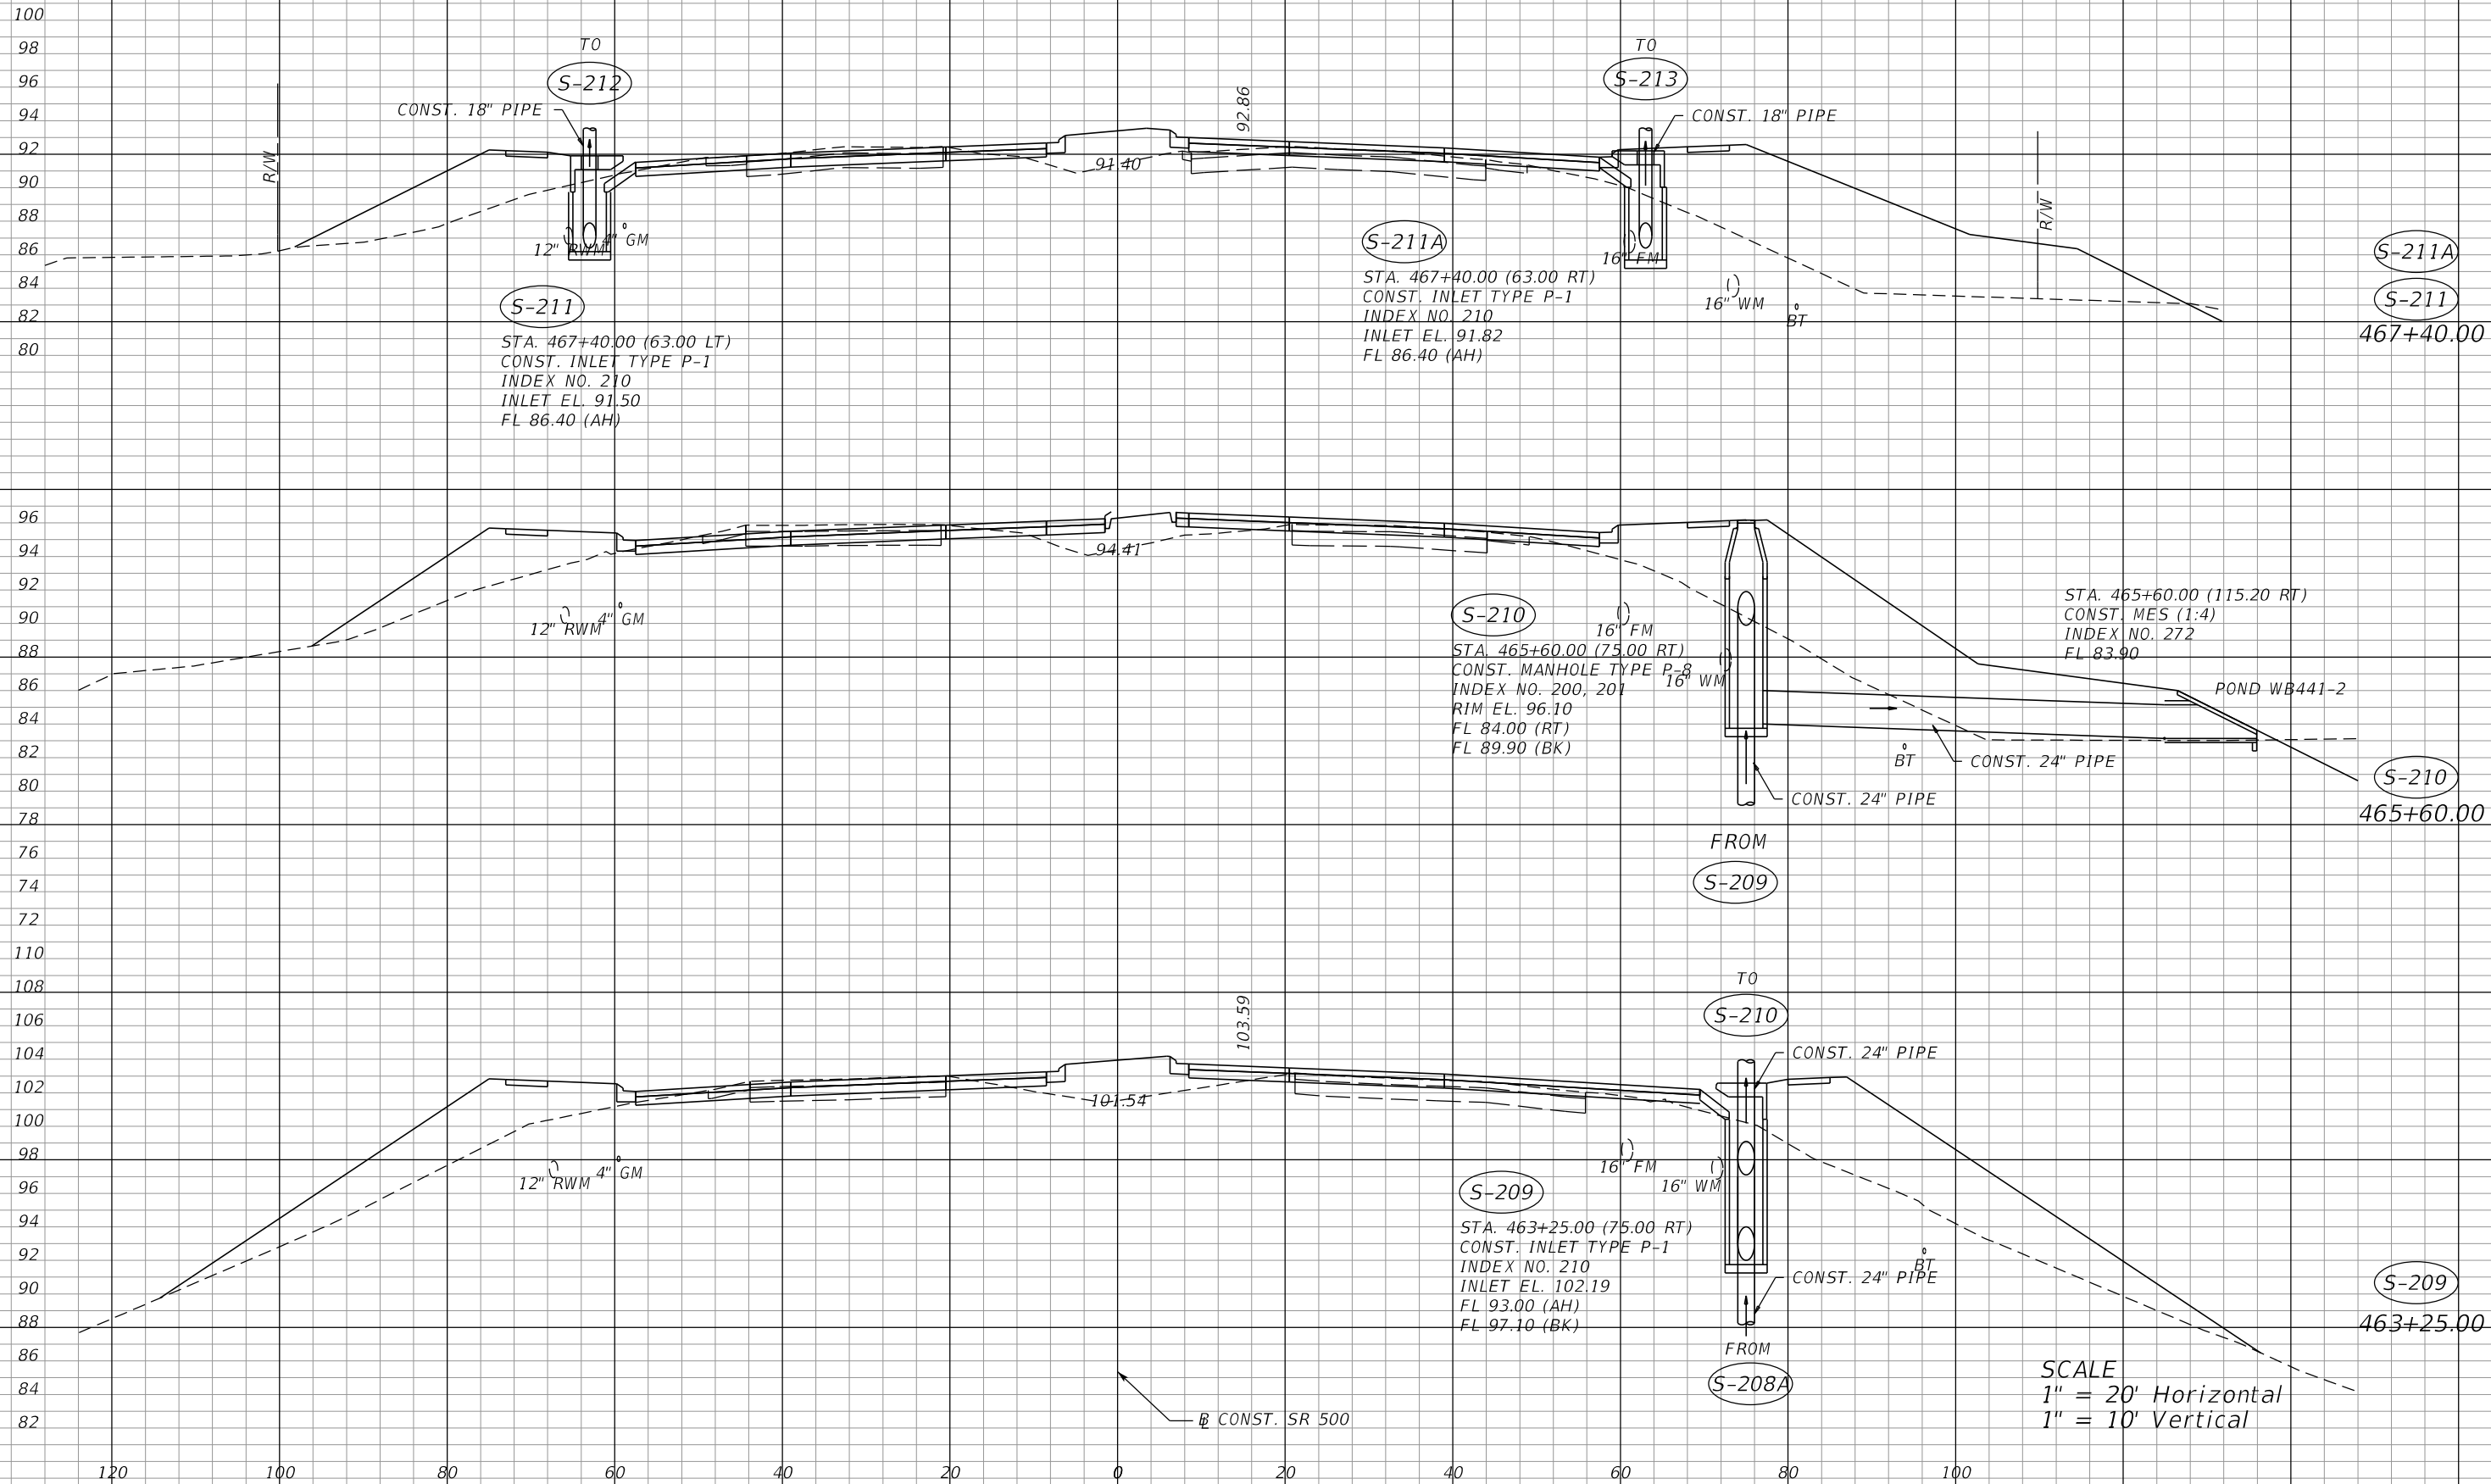 100
98
96
94
92
90
88
86
84
82
80
TO
S-212
CONST. 18" PIPE
R/W
12" RWM
4" GM
S-211
STA. 467+40.00 (63.00 LT)
CONST. INLET TYPE P-1
INDEX NO. 210
INLET EL. 91.50
FL 86.40 (AH)
92.86
91.40
TO
S-213
CONST. 18" PIPE
S-211A
STA. 467+40.00 (63.00 RT)
CONST. INLET TYPE P-1
INDEX NO. 210
INLET EL. 91.82
FL 86.40 (AH)
16" FM
16" WM
BT
R/W
S-211A
S-211
467+40.00
96
94
92
90
88
86
84
82
80
78
76
74
72
12" RWM
4" GM
94.41
S-210
STA. 465+60.00 (75.00 RT)
CONST. MANHOLE TYPE P-8
INDEX NO. 200, 201
RIM EL. 96.10
FL 84.00 (RT)
FL 89.90 (BK)
16" FM
16" WM
STA. 465+60.00 (115.20 RT)
CONST. MES (1:4)
INDEX NO. 272
FL 83.90
POND WB441-2
BT
CONST. 24" PIPE
CONST. 24" PIPE
FROM
S-209
S-210
465+60.00
110
108
106
104
102
100
98
96
94
92
90
88
86
84
82
12" RWM
4" GM
103.59
101.54
TO
S-210
CONST. 24" PIPE
16" FM
16" WM
S-209
STA. 463+25.00 (75.00 RT)
CONST. INLET TYPE P-1
INDEX NO. 210
INLET EL. 102.19
FL 93.00 (AH)
FL 97.10 (BK)
BT
CONST. 24" PIPE
FROM
S-208A
S-209
463+25.00
SCALE
1" = 20' Horizontal
1" = 10' Vertical
BL CONST. SR 500
120 100 80 60 40 20 0 20 40 60 80 100